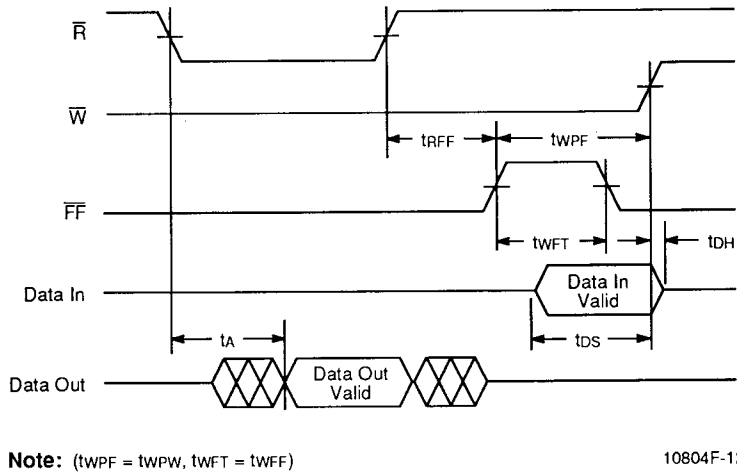 R̅
W̅
tRFF
tWPF
F̅F̅
tWFT
tDH
Data In
Data In
Valid
tA
tDS
Data Out
Data Out
Valid
Note: (tWPF = tWPW, tWFT = tWFF)